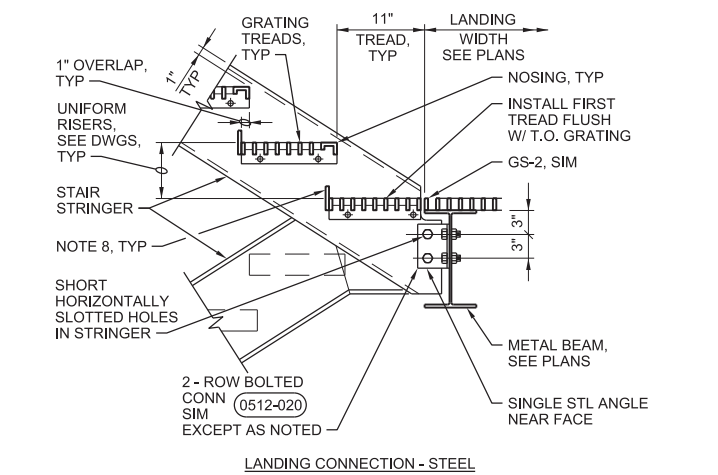 GRATING
TREADS,
TYP
11"
TREAD,
TYP
LANDING
WIDTH
SEE PLANS
1" OVERLAP,
TYP
1"
TYP
NOSING, TYP
UNIFORM
RISERS,
SEE DWGS,
TYP
INSTALL FIRST
TREAD FLUSH
W/ T.O. GRATING
GS-2, SIM
STAIR
STRINGER
3"
3"
NOTE 8, TYP
SHORT
HORIZONTALLY
SLOTTED HOLES
IN STRINGER
METAL BEAM,
SEE PLANS
2 - ROW BOLTED
CONN
SIM
0512-020
EXCEPT AS NOTED
SINGLE STL ANGLE
NEAR FACE
LANDING CONNECTION - STEEL